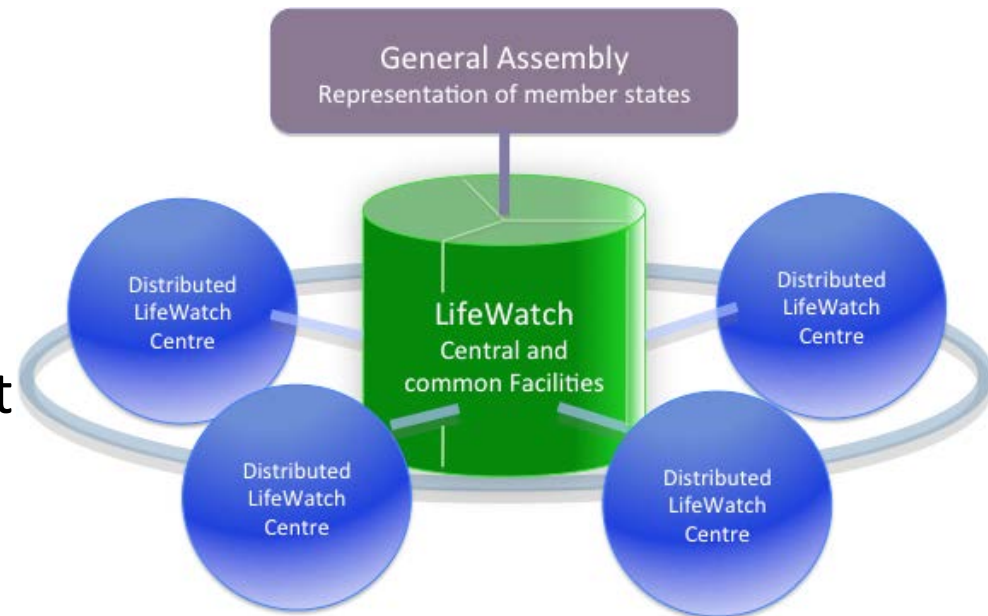 General Assembly
Representation of member states
Distributed
LifeWatch
Centre
Distributed
LifeWatch
Centre
LifeWatch
Central and
common Facilities
t
Distributed
LifeWatch
Centre
Distributed
LifeWatch
Centre